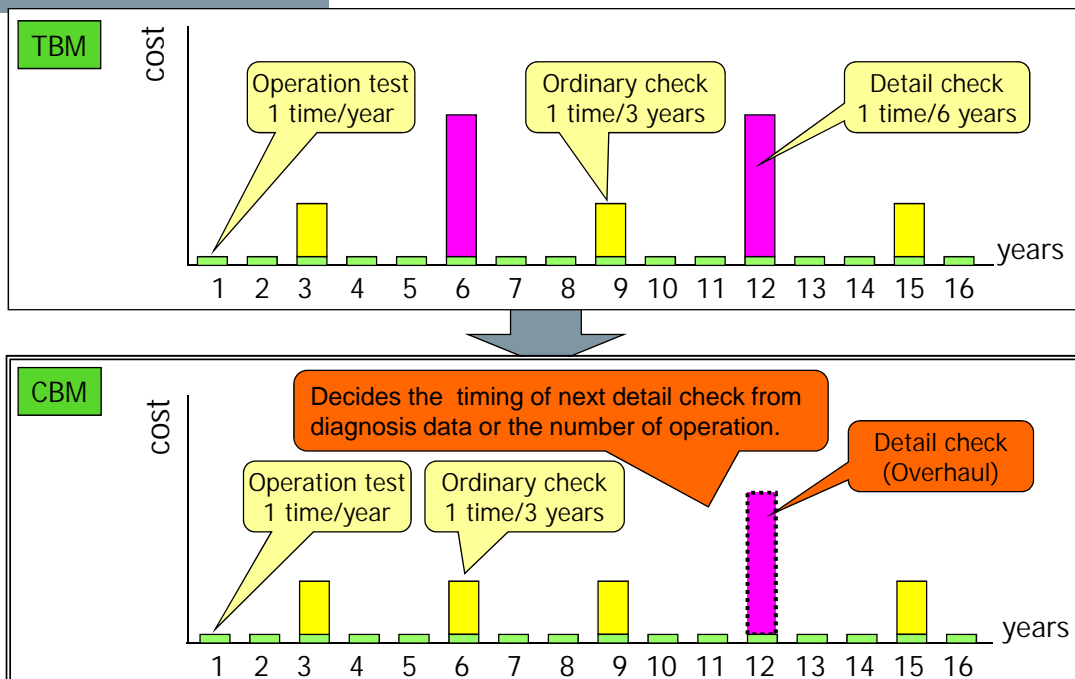 TBM
cost
Operation test
1 time/year
Ordinary check
1 time/3 years
Detail check
1 time/6 years
years
1 2 3 4 5 6 7 8 9 10 11 12 13 14 15 16
CBM
cost
Decides the timing of next detail check from
diagnosis data or the number of operation.
Detail check
(Overhaul)
Operation test
1 time/year
Ordinary check
1 time/3 years
years
1 2 3 4 5 6 7 8 9 10 11 12 13 14 15 16